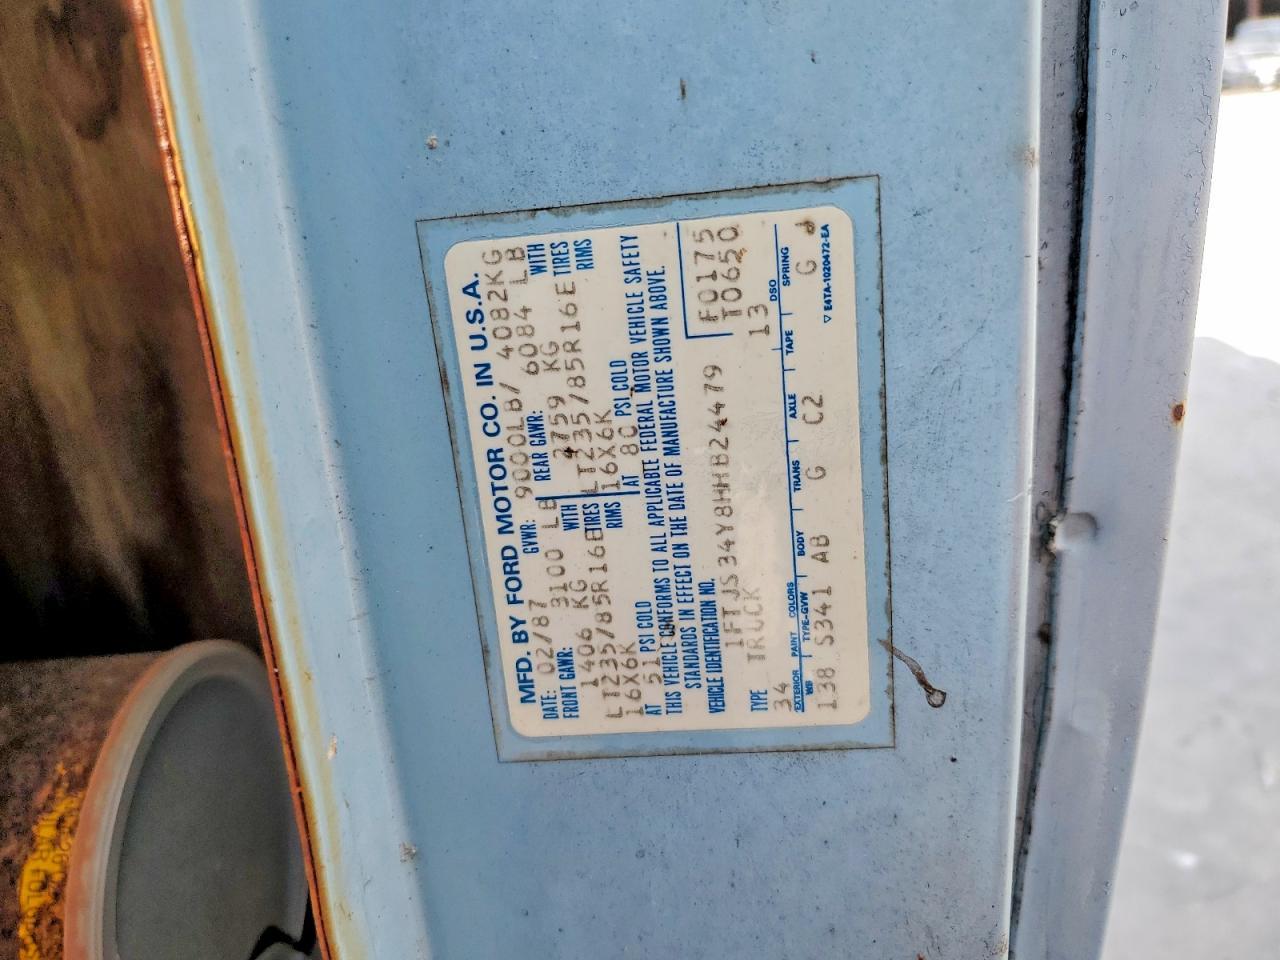 MFD. BY FORD MOTOR CO. IN U.S.A.
DATE: 02/87 GVWR: 9000LB/ 4082KG
FRONT GAWR: 3100 LB REAR GAWR: 6084 LB
1406 KG WITH 2759 KG WITH
LT235/85R16E TIRES LT235/85R16E TIRES
16X6K RIMS 16X6K RIMS
AT 51 PSI COLD AT 80 PSI COLD
THIS VEHICLE CONFORMS TO ALL APPLICABLE FEDERAL MOTOR VEHICLE SAFETY
STANDARDS IN EFFECT ON THE DATE OF MANUFACTURE SHOWN ABOVE.
VEHICLE IDENTIFICATION NO. F0175
1FTJS34Y8HHB24479 T0650
TYPE TRUCK
34 13
EXTERIOR PAINT COLORS DSO
WB TYPE-GVW BODY TRANS AXLE TAPE SPRING
138 S341 AB G C2 G J
▽ E4TA-1020472-EA